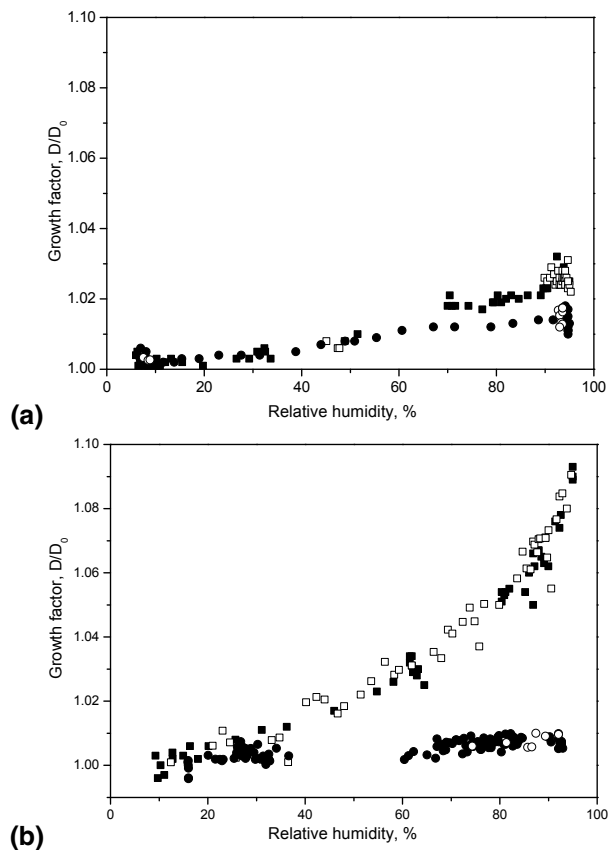 1.10
1.08
1.06
1.04
1.02
1.00
Growth factor, D/D₀
0 20 40 60 80 100
Relative humidity, %
(a)
1.10
1.08
1.06
1.04
1.02
1.00
Growth factor, D/D₀
0 20 40 60 80 100
Relative humidity, %
(b)